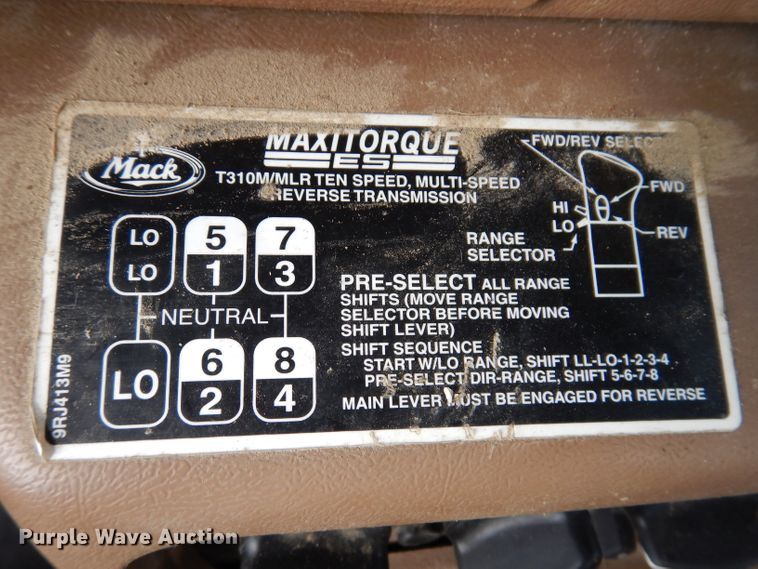 Mack
MAXITORQUE
ES
T310M/MLR TEN SPEED, MULTI-SPEED
REVERSE TRANSMISSION
FWD/REV SELECT
FWD
HI
LO
REV
RANGE
SELECTOR
LO 5 7
LO 1 3
NEUTRAL
LO 6 8
2 4
PRE-SELECT ALL RANGE
SHIFTS (MOVE RANGE
SELECTOR BEFORE MOVING
SHIFT LEVER)
SHIFT SEQUENCE
START W/LO RANGE, SHIFT LL-LO-1-2-3-4
PRE-SELECT DIR-RANGE, SHIFT 5-6-7-8
MAIN LEVER MUST BE ENGAGED FOR REVERSE
9RJ413M9
Purple Wave Auction